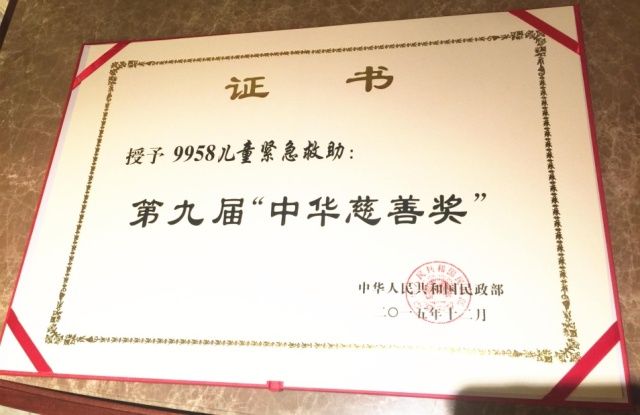 证 书
授予 9958儿童紧急救助：
第九届“中华慈善奖”
中华人民共和国民政部
二〇一五年十二月